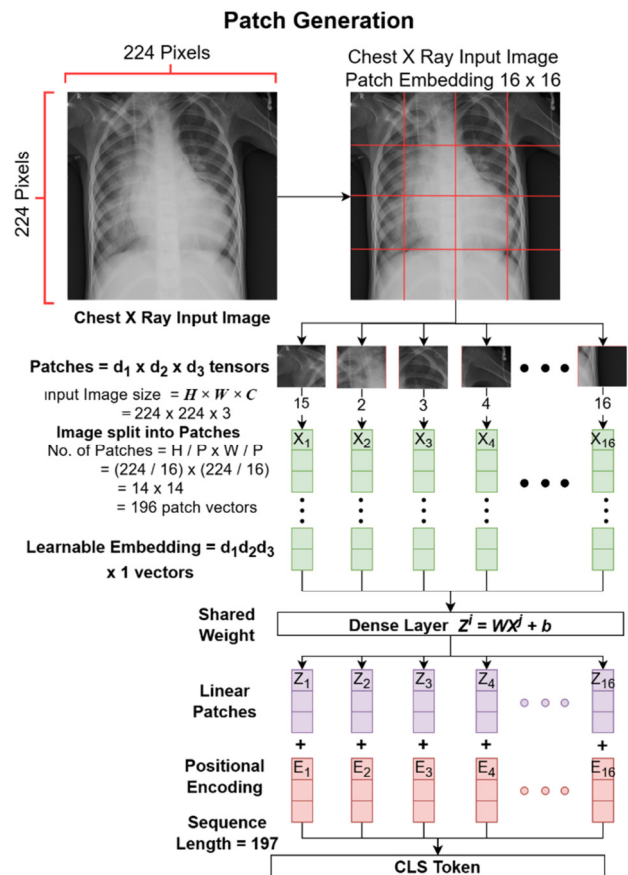 Patch Generation
224 Pixels
Chest X Ray Input Image
Patch Embedding 16 x 16
224 Pixels
Chest X Ray Input Image
Patches = d1 x d2 x d3 tensors
Input Image size = H × W × C
= 224 x 224 x 3
15 2 3 4 16
Image split into Patches
No. of Patches = H / P x W / P
= (224 / 16) x (224 / 16)
= 14 x 14
= 196 patch vectors
X1 X2 X3 X4 X16
Learnable Embedding = d1d2d3
x 1 vectors
Shared
Weight
Dense Layer Z^j = WX^j + b
Linear
Patches
Z1 Z2 Z3 Z4 Z16
+ + + + +
Positional
Encoding
E1 E2 E3 E4 E16
Sequence
Length = 197
CLS Token